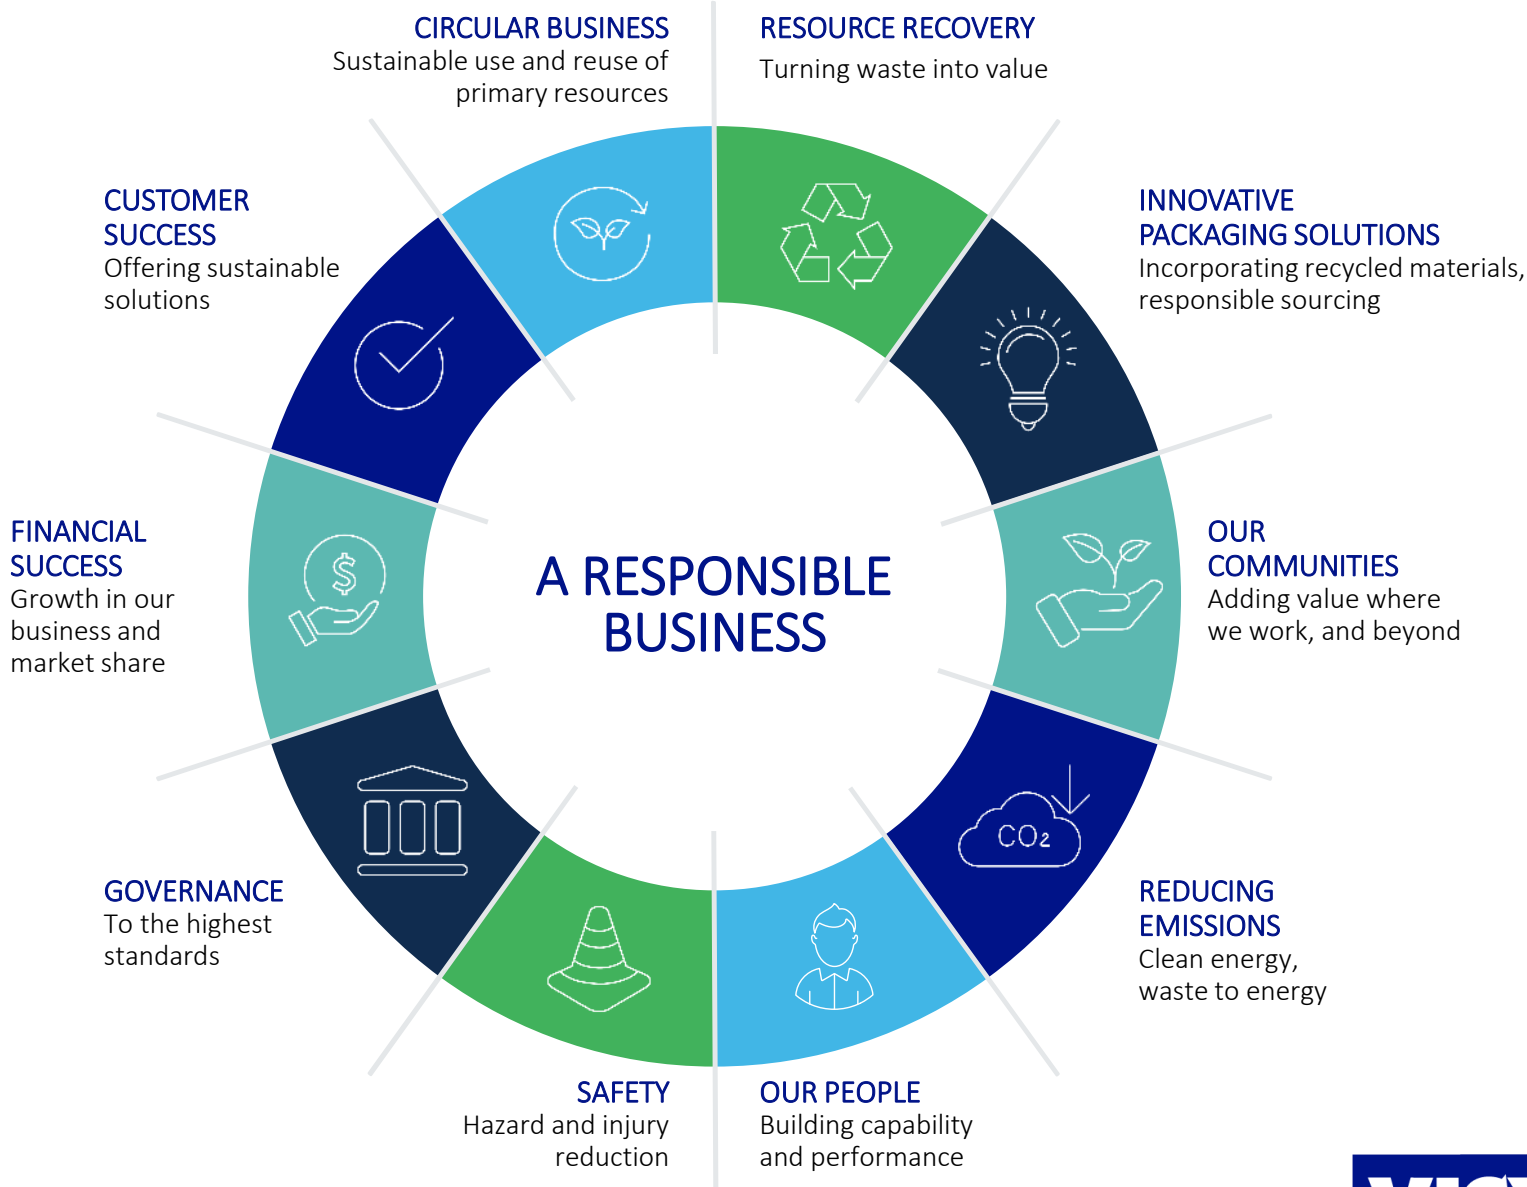 CIRCULAR BUSINESS
Sustainable use and reuse of
primary resources
RESOURCE RECOVERY
Turning waste into value
INNOVATIVE
PACKAGING SOLUTIONS
Incorporating recycled materials,
responsible sourcing
OUR
COMMUNITIES
Adding value where
we work, and beyond
REDUCING
EMISSIONS
Clean energy,
waste to energy
OUR PEOPLE
Building capability
and performance
SAFETY
Hazard and injury
reduction
GOVERNANCE
To the highest
standards
FINANCIAL
SUCCESS
Growth in our
business and
market share
CUSTOMER
SUCCESS
Offering sustainable
solutions
A RESPONSIBLE
BUSINESS
$
CO₂